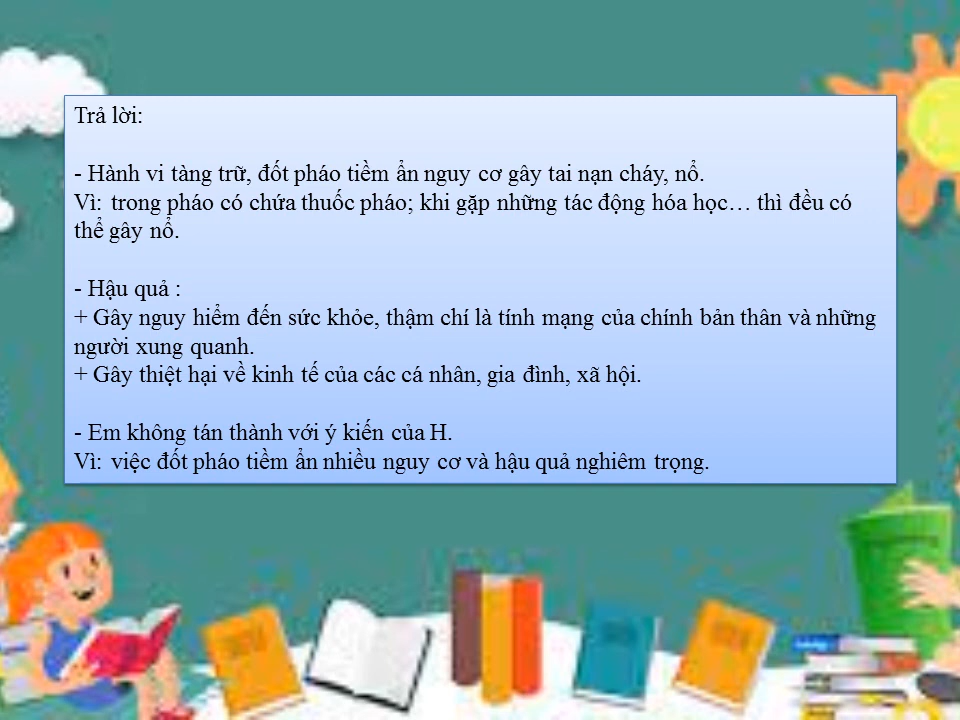 Trả lời:
- Hành vi tàng trữ, đốt pháo tiềm ẩn nguy cơ gây tai nạn cháy, nổ.
Vì: trong pháo có chứa thuốc pháo; khi gặp những tác động hóa học… thì đều có
thể gây nổ.
- Hậu quả :
+ Gây nguy hiểm đến sức khỏe, thậm chí là tính mạng của chính bản thân và những
người xung quanh.
+ Gây thiệt hại về kinh tế của các cá nhân, gia đình, xã hội.
- Em không tán thành với ý kiến của H.
Vì: việc đốt pháo tiềm ẩn nhiều nguy cơ và hậu quả nghiêm trọng.